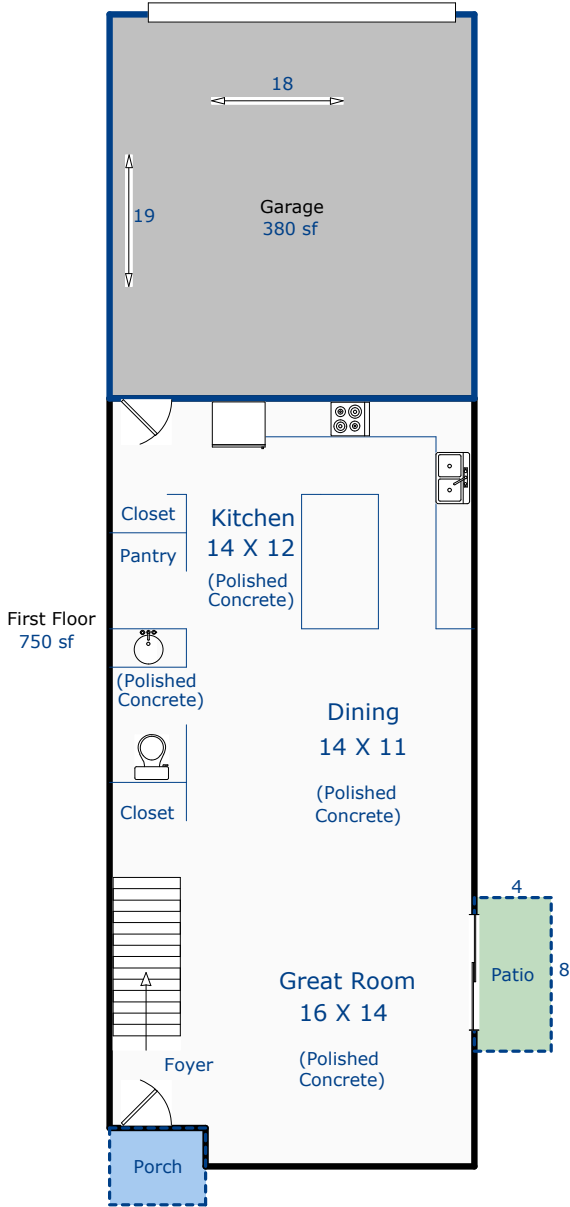 18
19
Garage
380 sf
Closet
Kitchen
14 X 12
Pantry
(Polished
Concrete)
First Floor
750 sf
(Polished
Concrete)
Dining
14 X 11
(Polished
Concrete)
Closet
4
Patio
8
Great Room
16 X 14
(Polished
Concrete)
Foyer
Porch